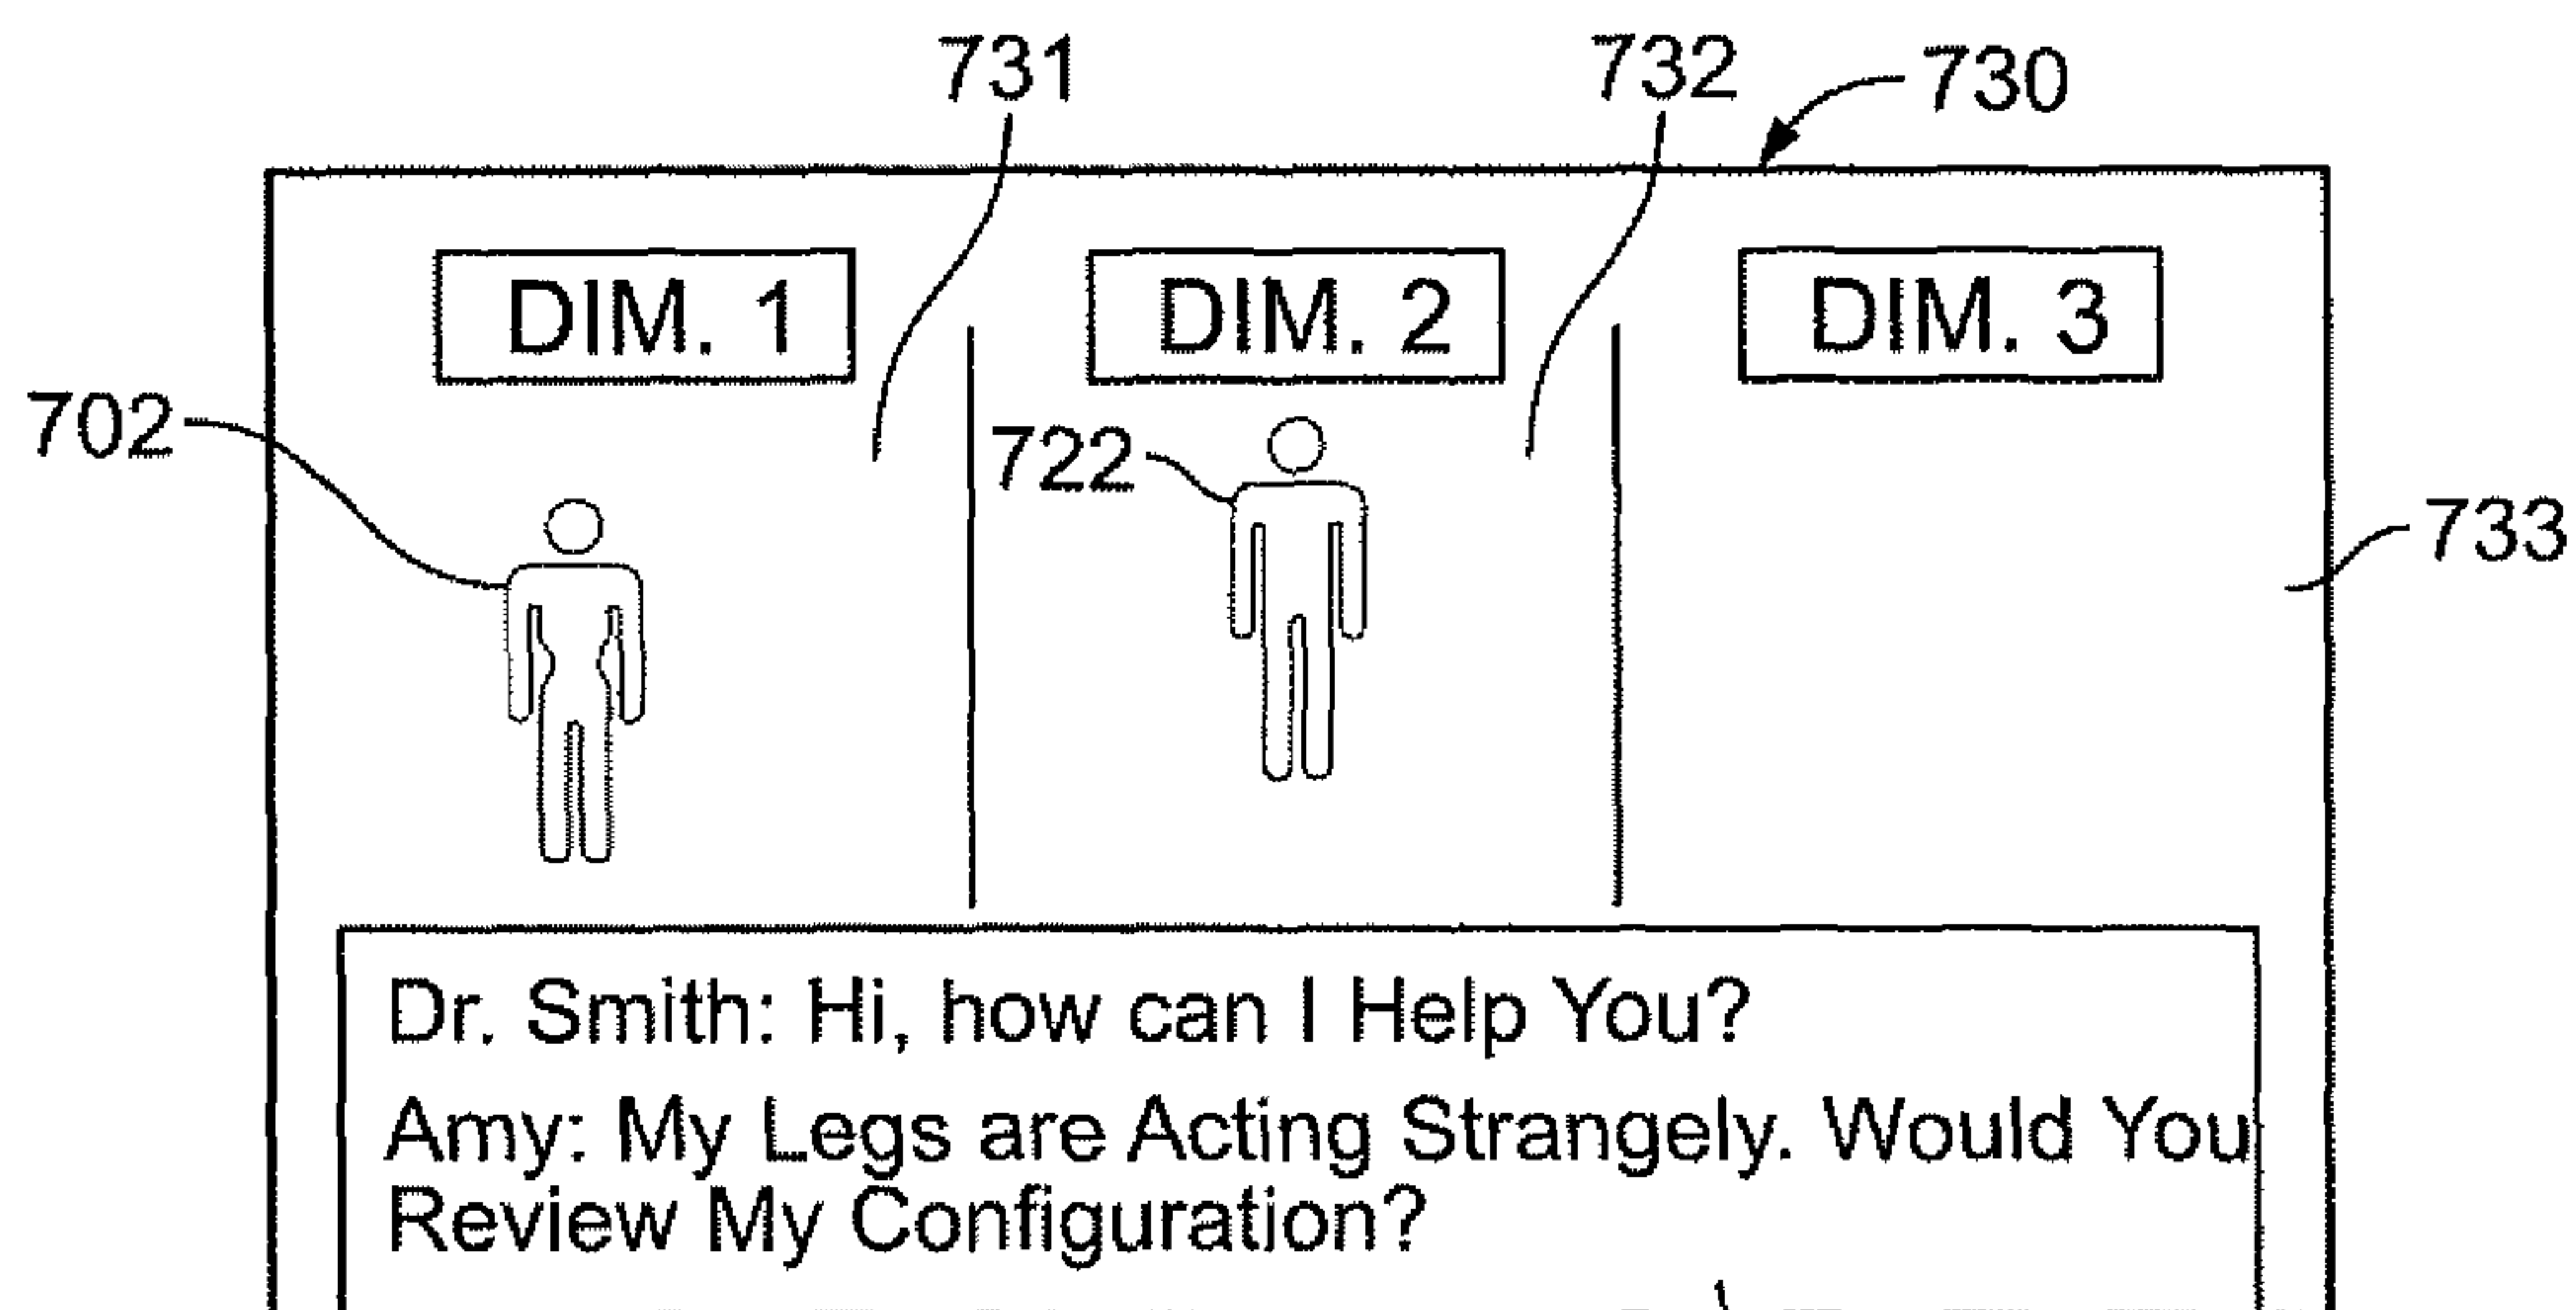 731 732 730
DIM. 1 DIM. 2 DIM. 3
702 722 733
Dr. Smith: Hi, how can I Help You?
Amy: My Legs are Acting Strangely. Would You
Review My Configuration?